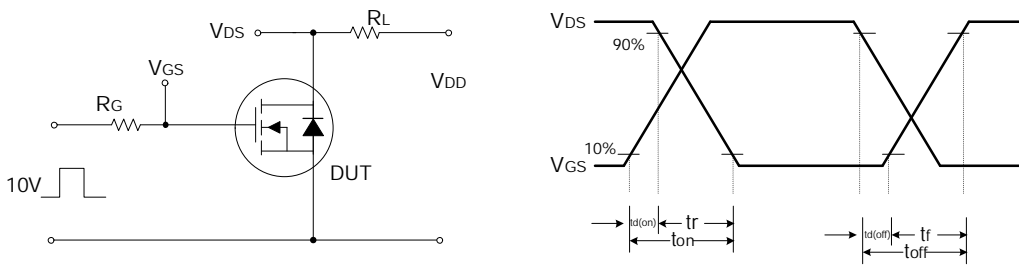 VDS
RL
VGS
VDD
RG
DUT
10V
VDS
90%
10%
VGS
td(on)
tr
ton
td(off)
tf
toff